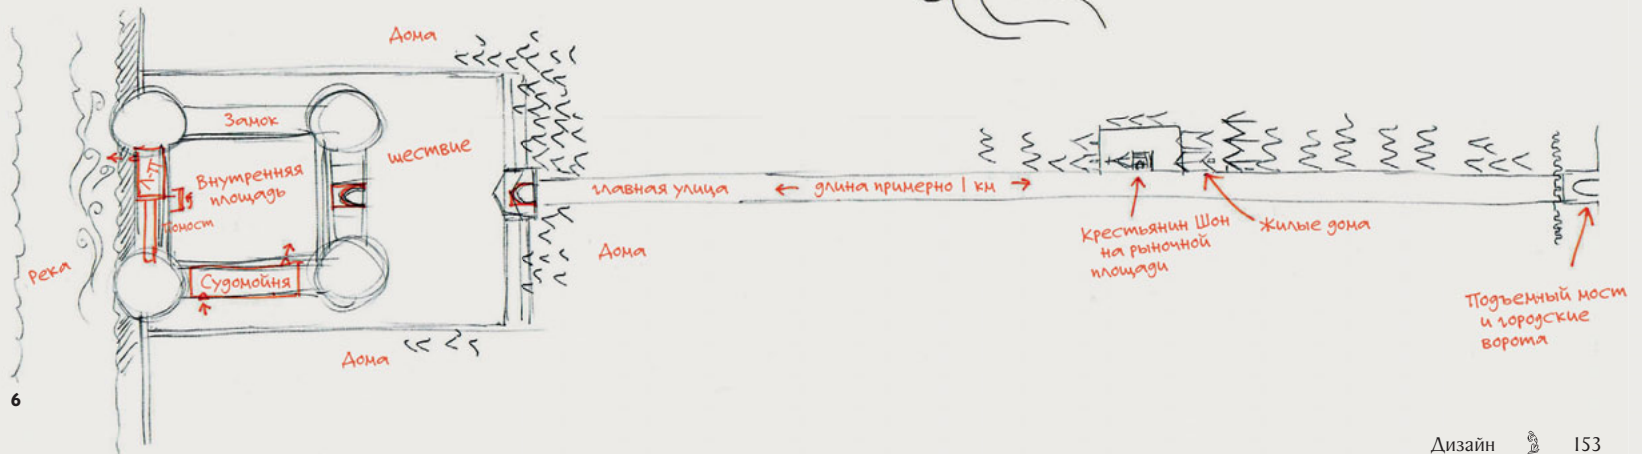 Дома
Замок
шествие
Внутренняя
площадь
помост
река
Судомойня
Дома
Дома
главная улица
длина примерно 1 км
Крестьянин Шон
на рыночной
площади
Жилые дома
Подъемный мост
и городские
ворота
6
Дизайн 153